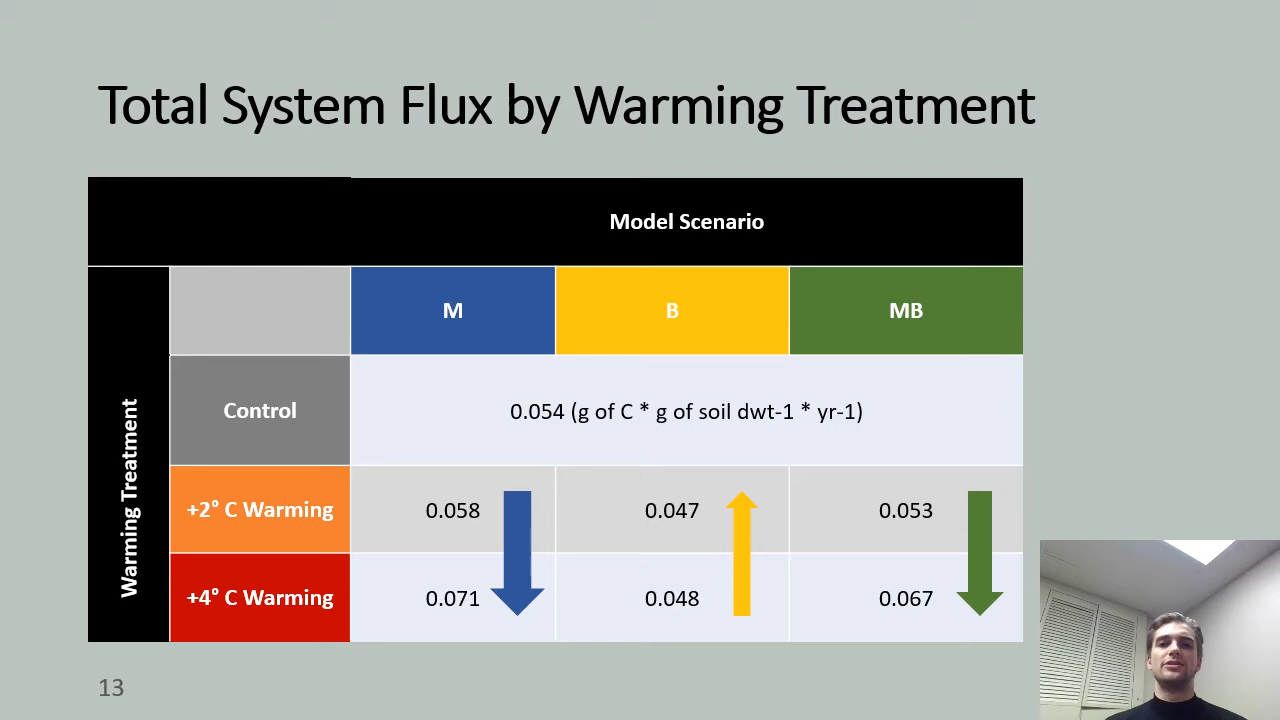 Total System Flux by Warming Treatment
Model Scenario
M B MB
Warming Treatment
Control 0.054 (g of C * g of soil dwt-1 * yr-1)
+2° C Warming 0.058 0.047 0.053
+4° C Warming 0.071 0.048 0.067
13